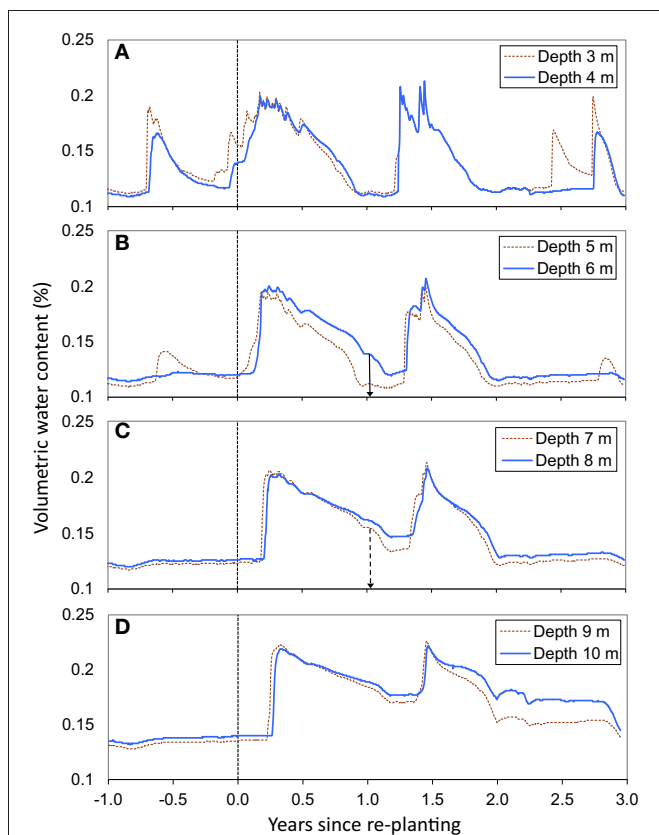 0.25
A
Depth 3 m
Depth 4 m
0.2
0.15
0.1
0.25
B
Depth 5 m
Depth 6 m
0.2
0.15
0.1
Volumetric water content (%)
0.25
C
Depth 7 m
Depth 8 m
0.2
0.15
0.1
0.25
D
Depth 9 m
Depth 10 m
0.2
0.15
0.1
-1.0 -0.5 0.0 0.5 1.0 1.5 2.0 2.5 3.0
Years since re-planting